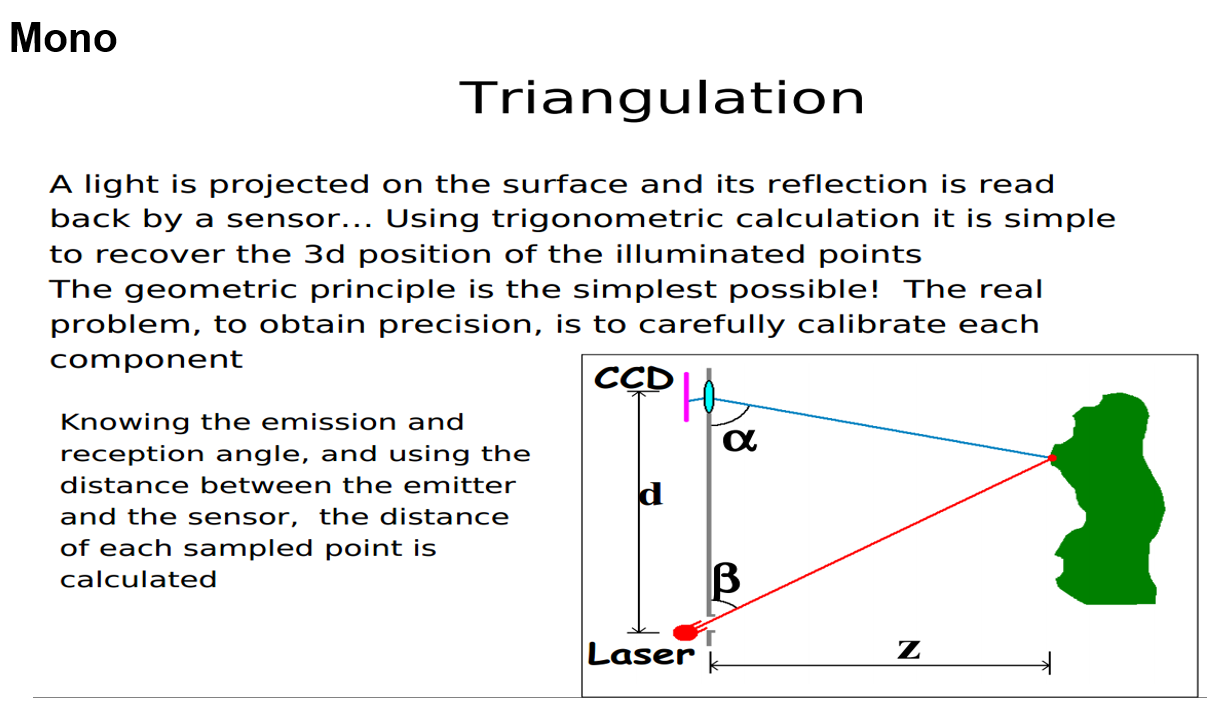 Mono
Triangulation
A light is projected on the surface and its reflection is read
back by a sensor... Using trigonometric calculation it is simple
to recover the 3d position of the illuminated points
The geometric principle is the simplest possible!  The real
problem, to obtain precision, is to carefully calibrate each
component
Knowing the emission and
reception angle, and using the
distance between the emitter
and the sensor,  the distance
of each sampled point is
calculated
CCD
α
d
β
Laser
z